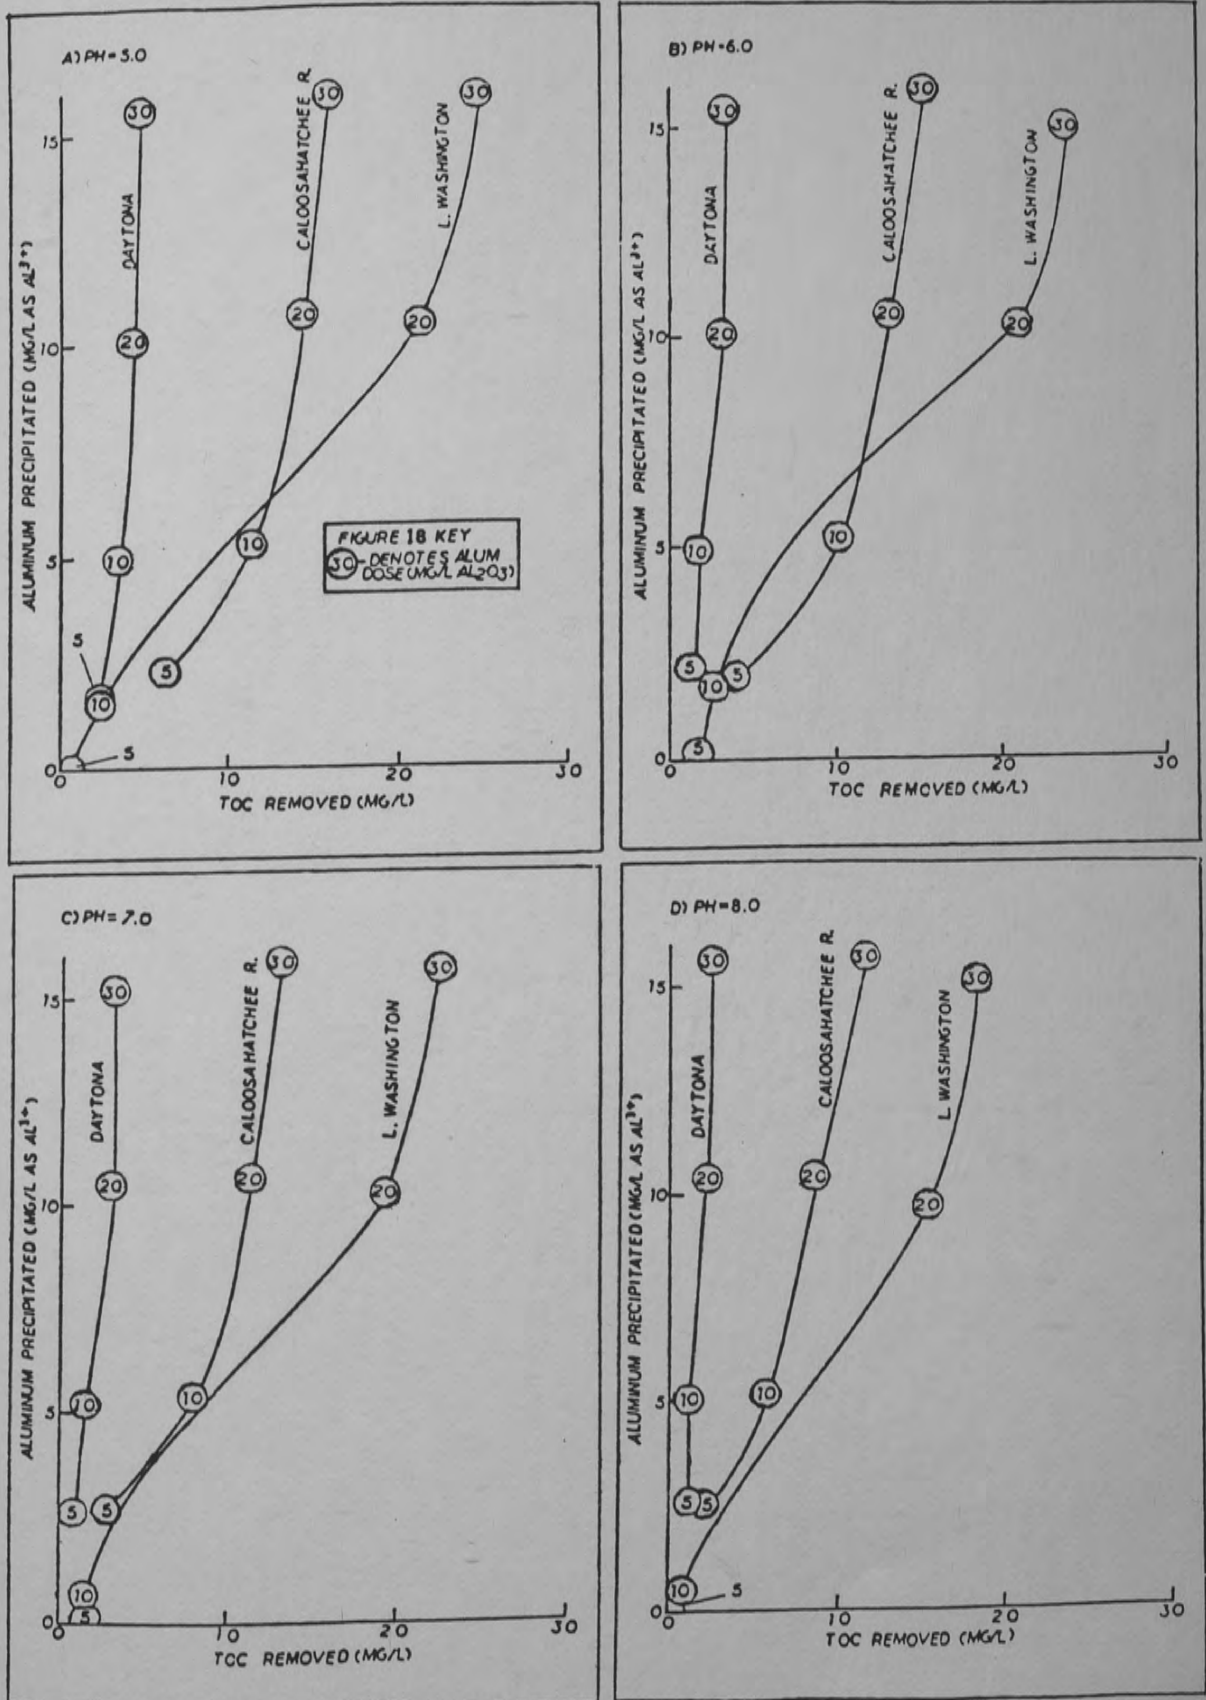 A) PH=5.0
ALUMINUM PRECIPITATED (MG/L AS AL3+)
15
10
5
0
DAYTONA
CALOOSAHATCHEE R.
L. WASHINGTON
30
30
30
20
20
20
10
10
5
5
10
5
FIGURE 18 KEY
30 - DENOTES ALUM
DOSE (MG/L AL2O3)
0
10
20
30
TOC REMOVED (MG/L)
B) PH=6.0
ALUMINUM PRECIPITATED (MG/L AS AL3+)
15
10
5
0
DAYTONA
CALOOSAHATCHEE R.
L. WASHINGTON
30
30
30
20
20
20
10
10
5
5
10
5
0
10
20
30
TOC REMOVED (MG/L)
C) PH=7.0
ALUMINUM PRECIPITATED (MG/L AS AL3+)
15
10
5
0
DAYTONA
CALOOSAHATCHEE R.
L. WASHINGTON
30
30
30
20
20
20
10
10
5
5
10
5
0
10
20
30
TOC REMOVED (MG/L)
D) PH=8.0
ALUMINUM PRECIPITATED (MG/L AS AL3+)
15
10
5
0
DAYTONA
CALOOSAHATCHEE R.
L. WASHINGTON
30
30
30
20
20
20
10
10
5
5
10
5
0
10
20
30
TOC REMOVED (MG/L)